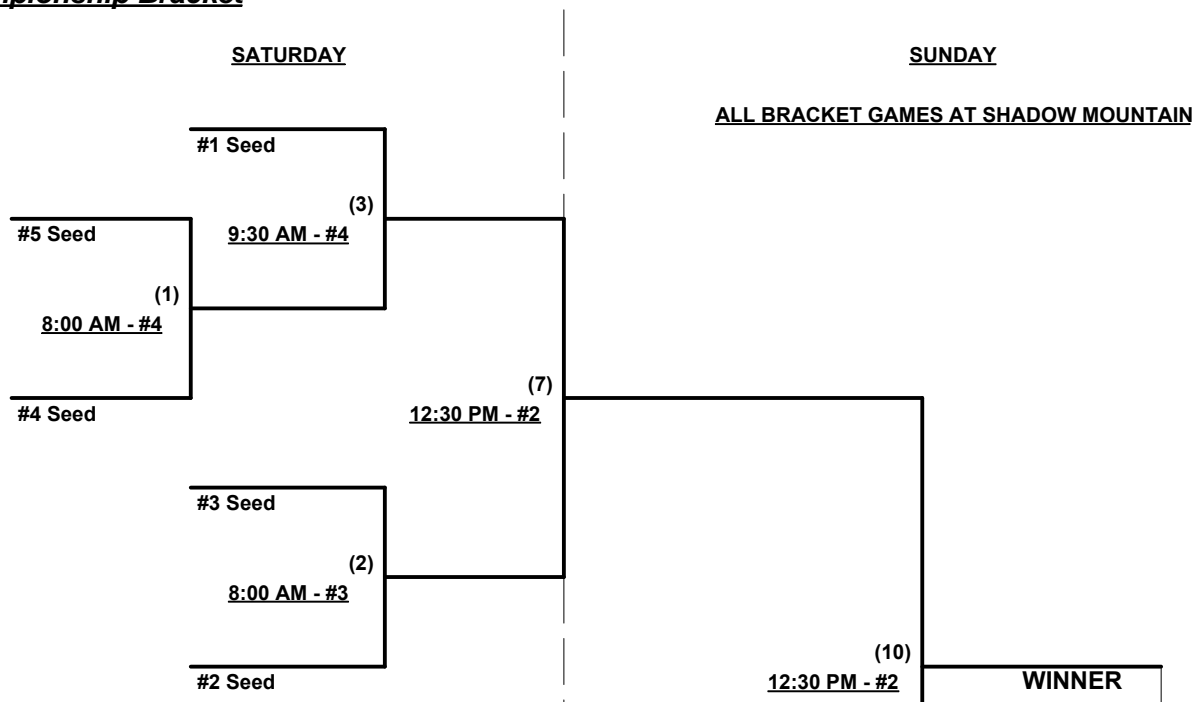 SATURDAY
SUNDAY
ALL BRACKET GAMES AT SHADOW MOUNTAIN
#1 Seed
(3)
#5 Seed
9:30 AM - #4
(1)
8:00 AM - #4
(7)
#4 Seed
12:30 PM - #2
#3 Seed
(2)
8:00 AM - #3
(10)
#2 Seed
12:30 PM - #2
WINNER